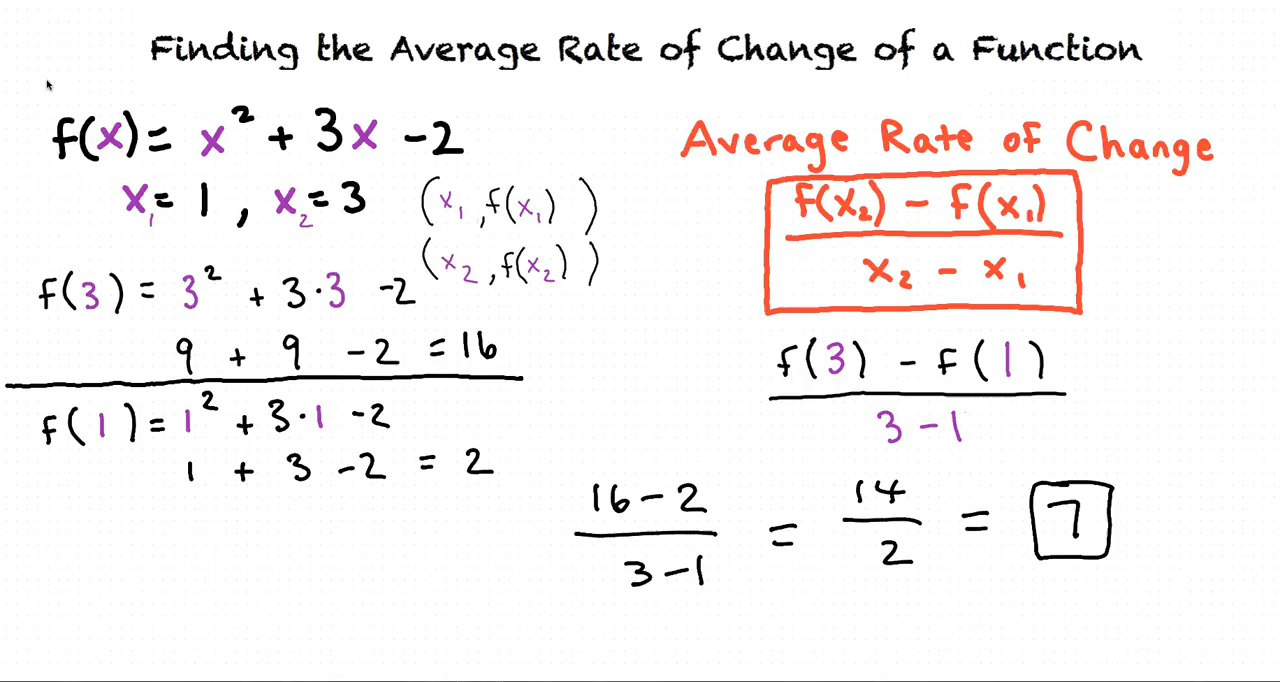 Finding the Average Rate of Change of a Function
f(x) = x² + 3x - 2
x₁ = 1 , x₂ = 3
(x₁, f(x₁))
(x₂, f(x₂))
f(3) = 3² + 3·3 - 2
9 + 9 - 2 = 16
f(1) = 1² + 3·1 - 2
1 + 3 - 2 = 2
Average Rate of Change
f(x₂) - f(x₁)
x₂ - x₁
f(3) - f(1)
3 - 1
16 - 2
3 - 1
=
14
2
=
7